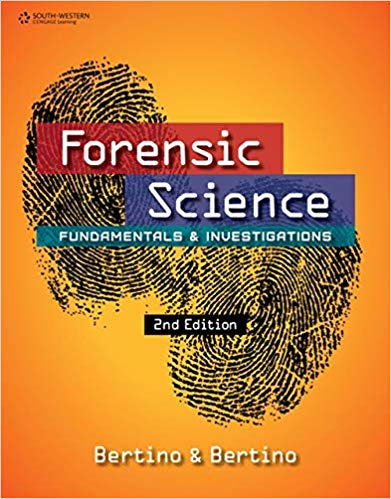 SOUTH-WESTERN
CENGAGE Learning
Forensic
Science
FUNDAMENTALS & INVESTIGATIONS
2nd Edition
Bertino & Bertino